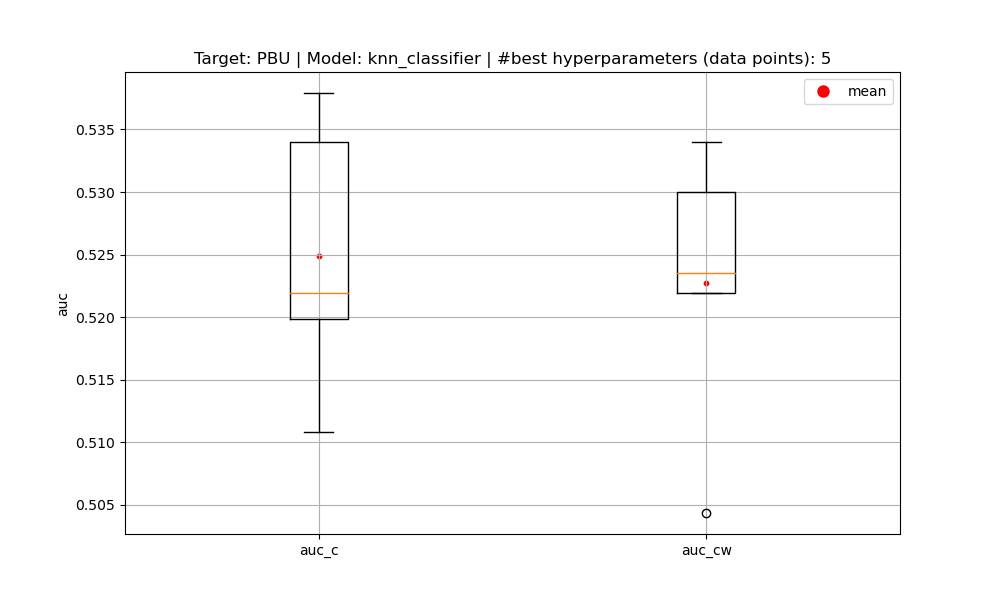 Target: PBU | Model: knn_classifier | #best hyperparameters (data points): 5
mean
0.535
0.530
0.525
0.520
0.515
0.510
0.505
auc
auc_c
auc_cw